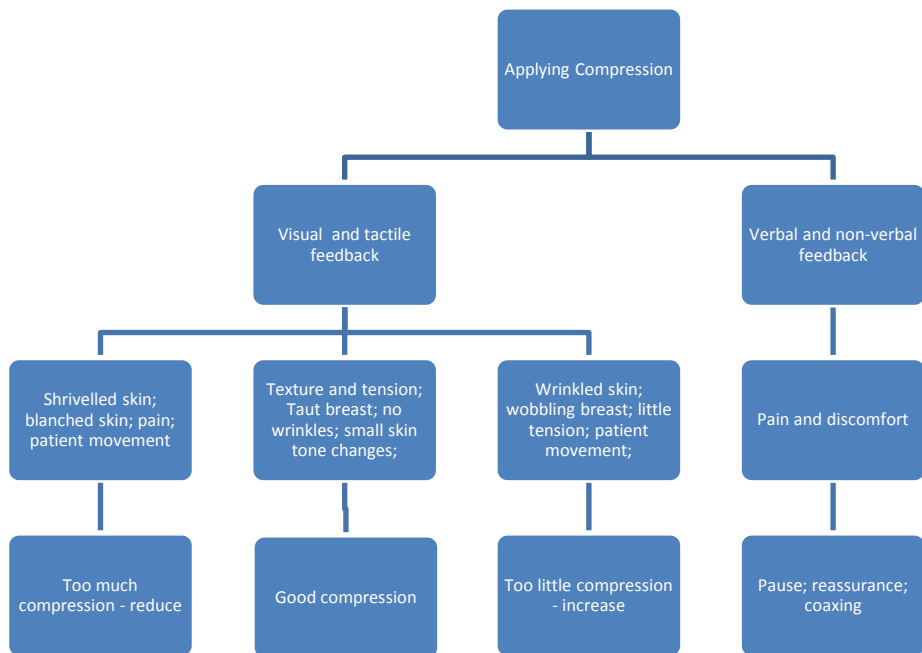 Applying Compression
Visual and tactile
feedback
Verbal and non-verbal
feedback
Shrivelled skin;
blanched skin; pain;
patient movement
Texture and tension;
Taut breast; no
wrinkles; small skin
tone changes;
Wrinkled skin;
wobbling breast; little
tension; patient
movement;
Pain and discomfort
Too much
compression - reduce
Good compression
Too little compression
- increase
Pause; reassurance;
coaxing